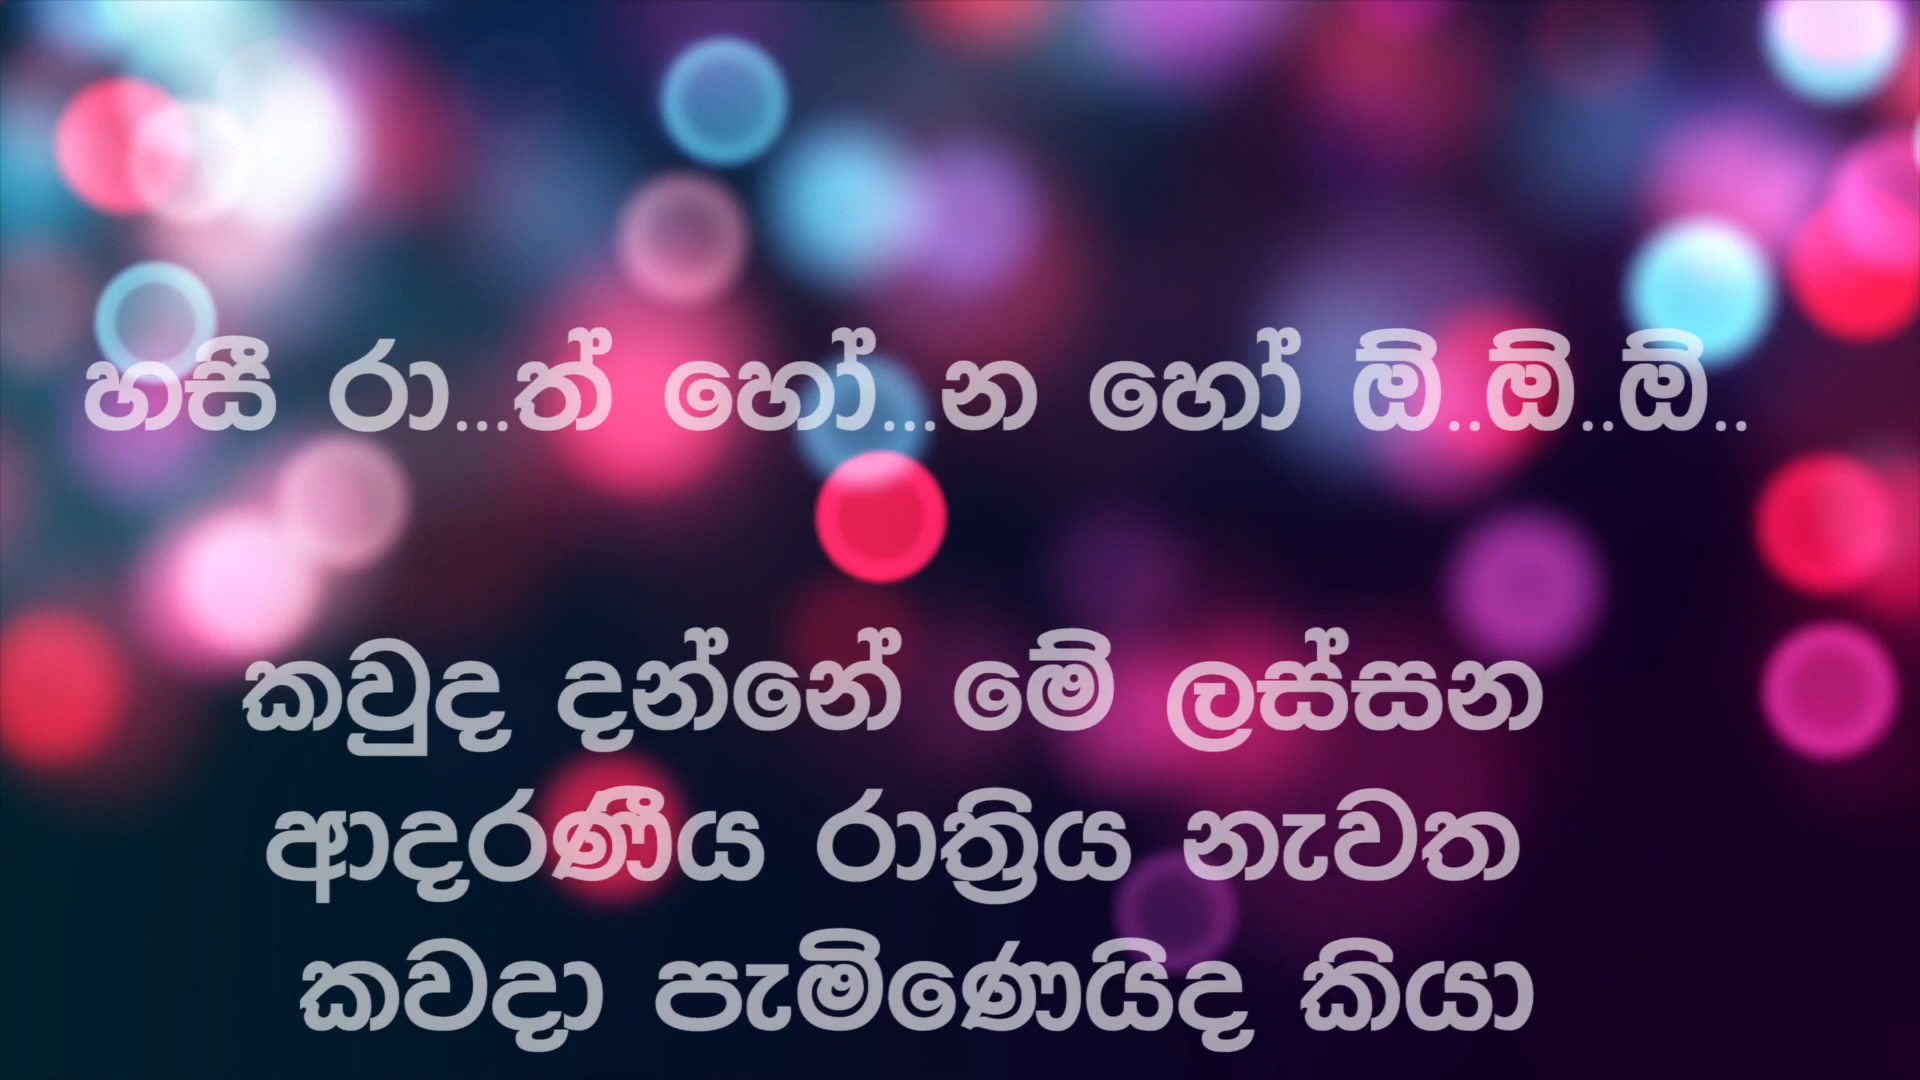 හසී රා...ත් හෝ...න හෝ ඕ..ඕ..ඕ..
කවුද දන්නේ මේ ලස්සන
ආදරණීය රාත්‍රිය නැවත
කවදා පැමිණෙයිද කියා